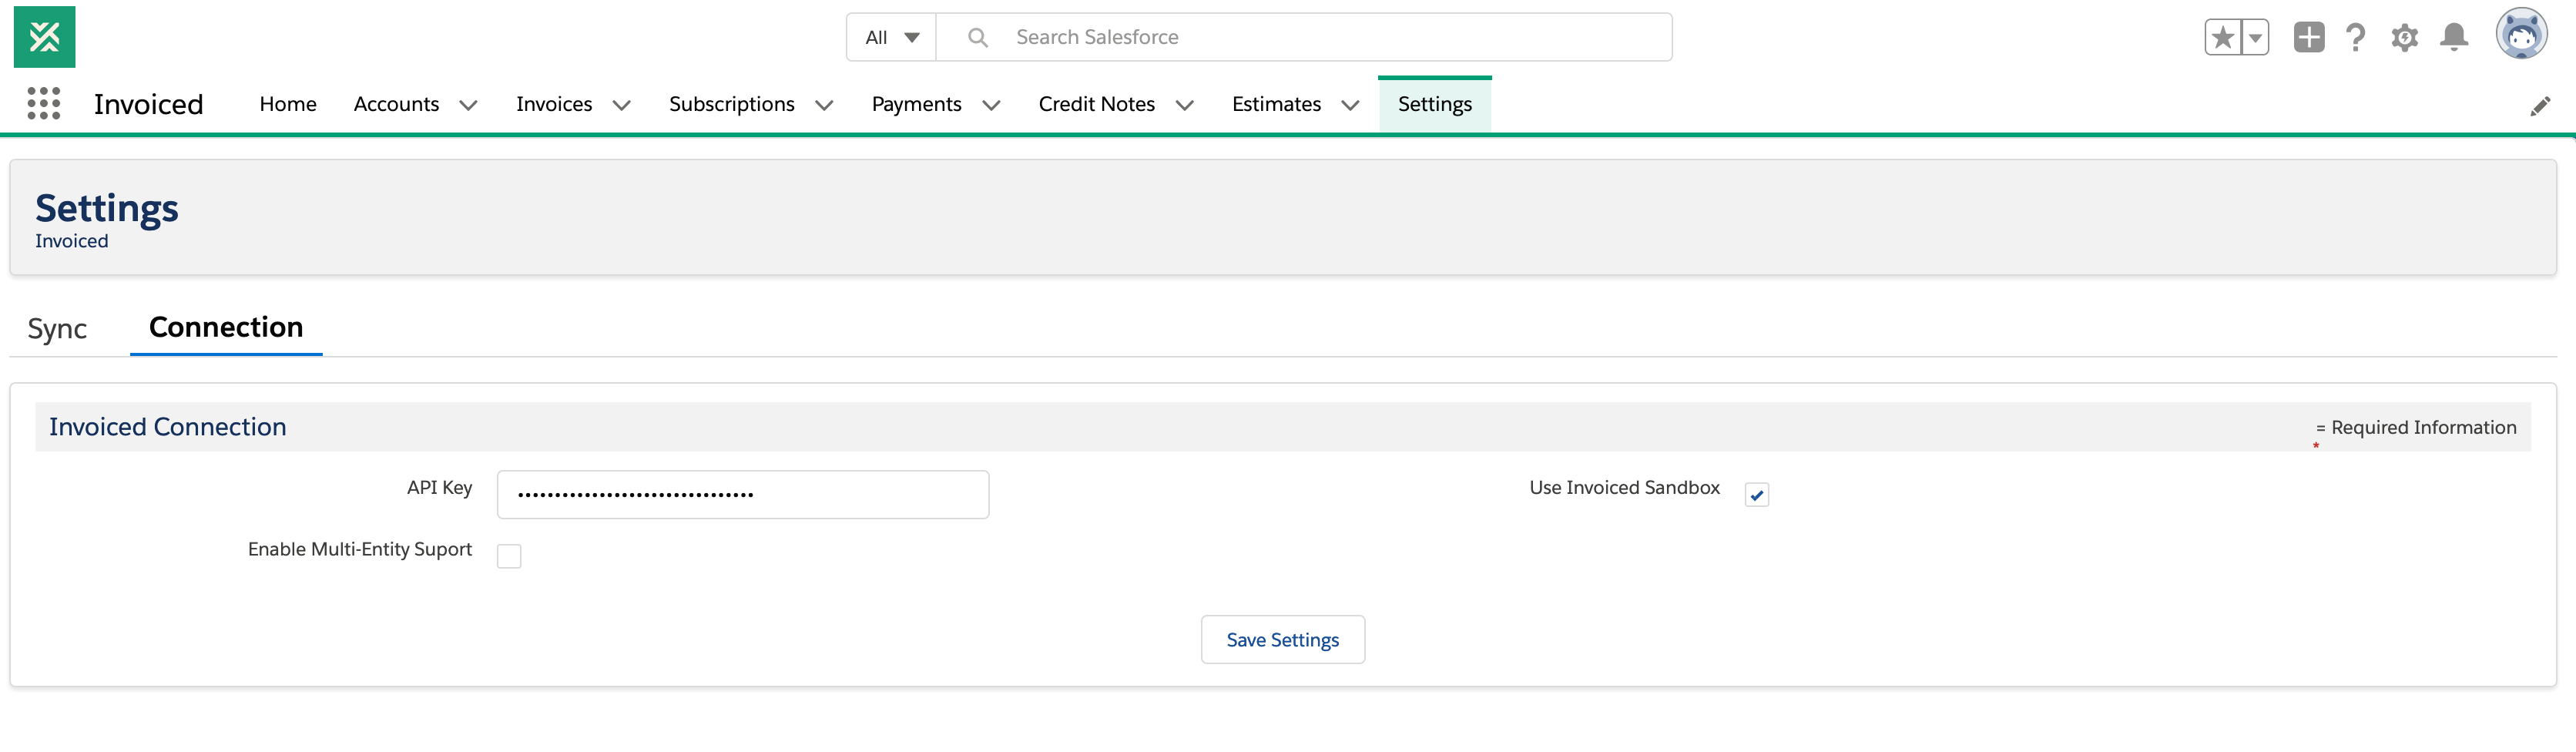 All
Search Salesforce
Invoiced
Home
Accounts
Invoices
Subscriptions
Payments
Credit Notes
Estimates
Settings
Settings
Invoiced
Sync
Connection
Invoiced Connection
= Required Information
*
API Key
••••••••••••••••••••••••••••••••
Use Invoiced Sandbox
Enable Multi-Entity Suport
Save Settings